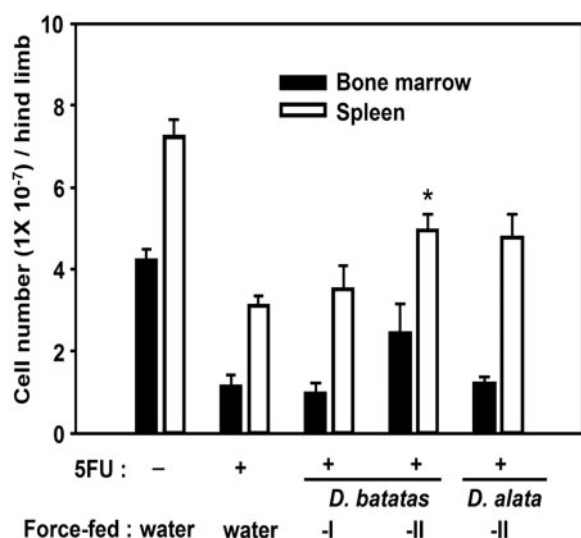 Cell number (1X 10⁻⁷) / hind limb
10
8
6
4
2
0
Bone marrow
Spleen
*
5FU : – + + + +
D. batatas D. alata
Force-fed : water water -I -II -II